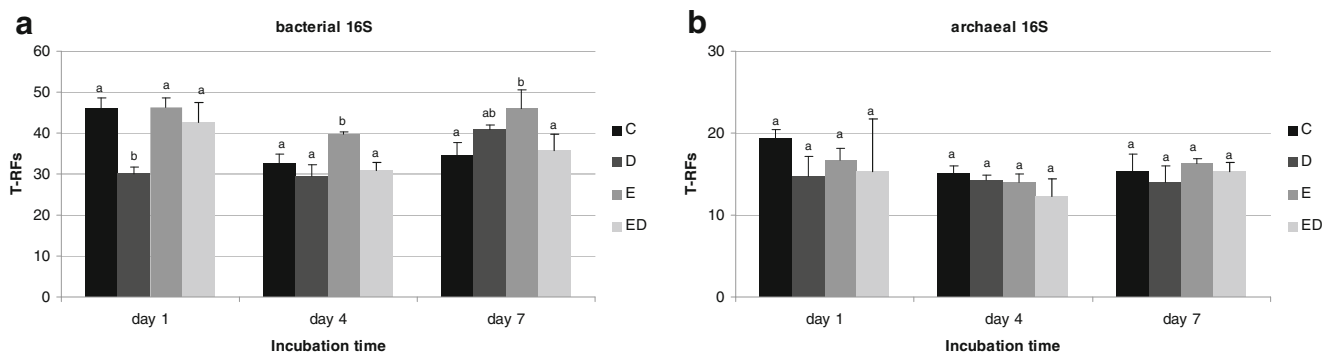 a
bacterial 16S
60
50
40
30
20
10
0
T-RFs
a b a a
a a b a
a ab b a
day 1 day 4 day 7
Incubation time
C
D
E
ED
b
archaeal 16S
30
20
10
0
T-RFs
a a a a
a a a a
a a a a
day 1 day 4 day 7
Incubation time
C
D
E
ED